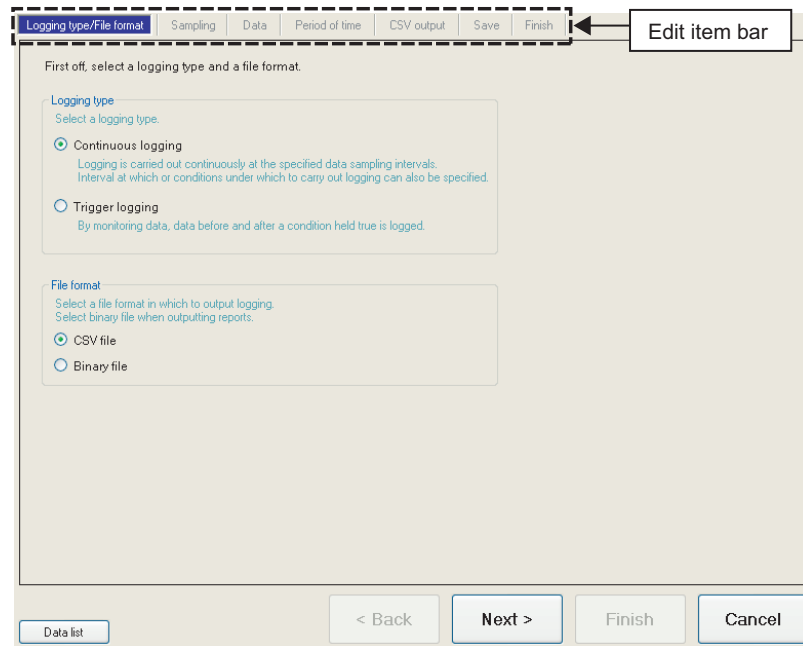 Logging type/File format Sampling Data Period of time CSV output Save Finish
Edit item bar
First off, select a logging type and a file format.
Logging type
Select a logging type.
Continuous logging
Logging is carried out continuously at the specified data sampling intervals.
Interval at which or conditions under which to carry out logging can also be specified.
Trigger logging
By monitoring data, data before and after a condition held true is logged.
File format
Select a file format in which to output logging.
Select binary file when outputting reports.
CSV file
Binary file
Data list
< Back Next > Finish Cancel